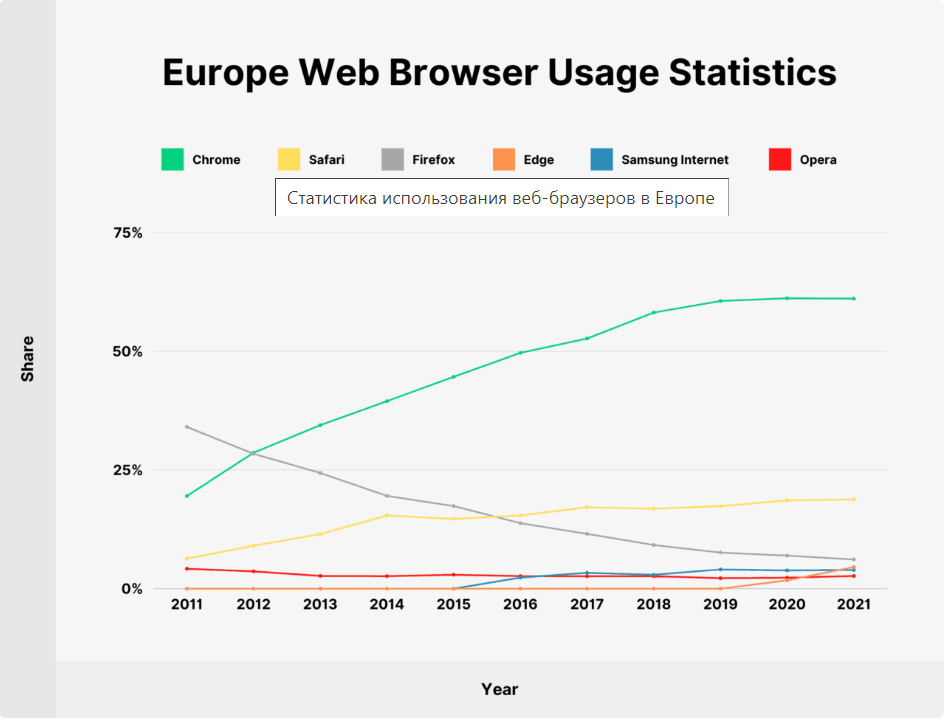 Europe Web Browser Usage Statistics
Chrome Safari Firefox Edge Samsung Internet Opera
Статистика использования веб-браузеров в Европе
75%
50%
Share
25%
0%
2011 2012 2013 2014 2015 2016 2017 2018 2019 2020 2021
Year